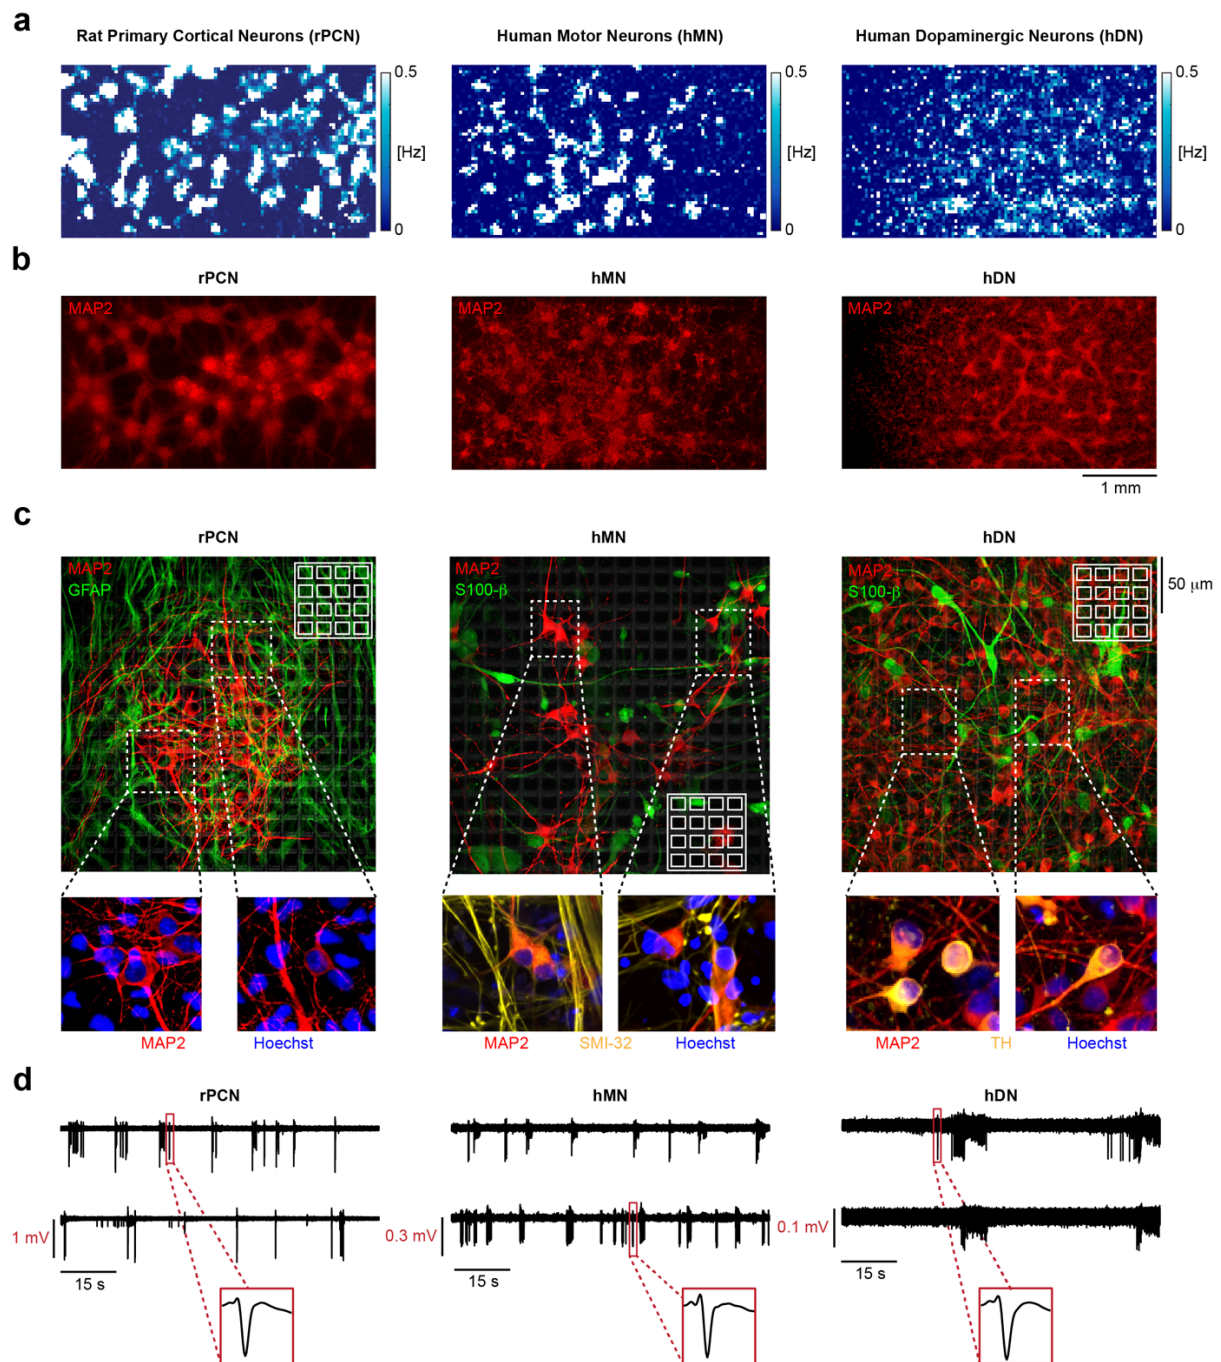 a
Rat Primary Cortical Neurons (rPCN)
Human Motor Neurons (hMN)
Human Dopaminergic Neurons (hDN)
0.5
[Hz]
0
0.5
[Hz]
0
0.5
[Hz]
0
b
rPCN
hMN
hDN
MAP2
MAP2
MAP2
1 mm
c
rPCN
hMN
hDN
MAP2
GFAP
MAP2
S100-β
MAP2
S100-β
50 μm
MAP2 Hoechst
MAP2 SMI-32 Hoechst
MAP2 TH Hoechst
d
rPCN
hMN
hDN
1 mV
0.3 mV
0.1 mV
15 s
15 s
15 s